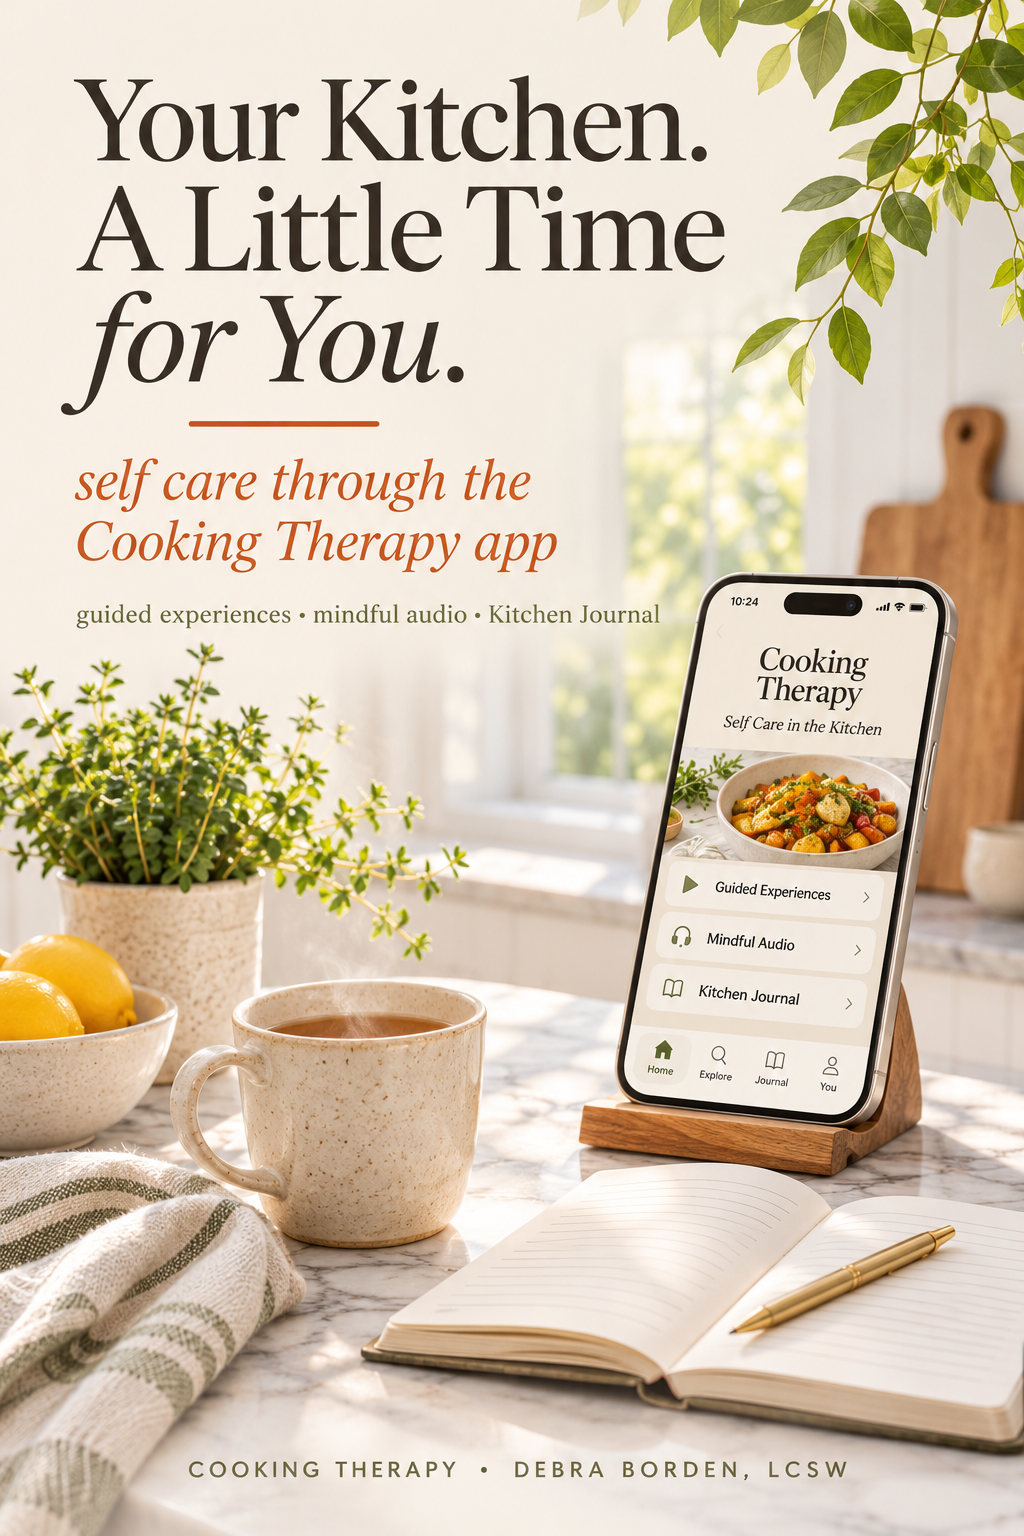 Your Kitchen.
A Little Time
for You.
self care through the
Cooking Therapy app
guided experiences • mindful audio • Kitchen Journal
10:24
Cooking
Therapy
Self Care in the Kitchen
Guided Experiences
Mindful Audio
Kitchen Journal
Home
Explore
Journal
You
COOKING THERAPY • DEBRA BORDEN, LCSW